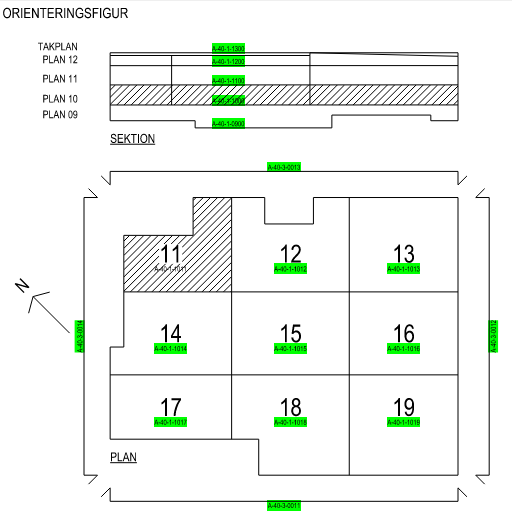 ORIENTERINGSFIGUR
TAKPLAN
A-40-1-1300
PLAN 12
A-40-1-1200
PLAN 11
A-40-1-1100
PLAN 10
A-40-1-1000
PLAN 09
A-40-1-0900
SEKTION
A-40-3-0013
11
A-40-1-1011
12
A-40-1-1012
13
A-40-1-1013
N
A-40-3-0014
14
A-40-1-1014
15
A-40-1-1015
16
A-40-1-1016
A-40-3-0012
17
A-40-1-1017
18
A-40-1-1018
19
A-40-1-1019
PLAN
A-40-3-0011